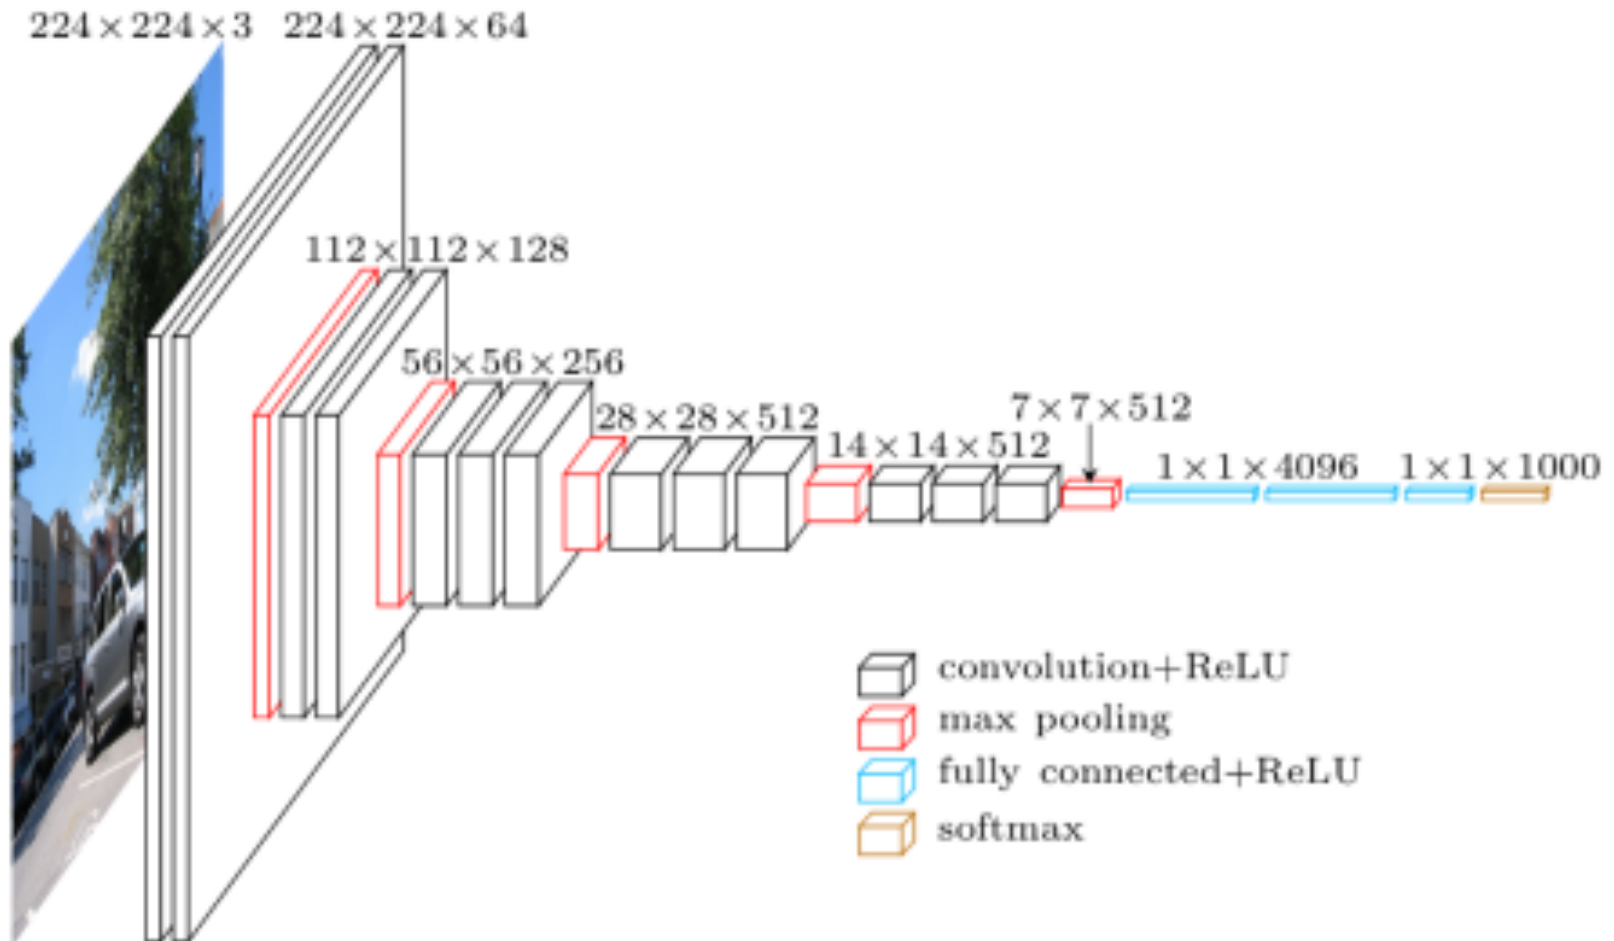 224×224×3
224×224×64
112×112×128
56×56×256
28×28×512
14×14×512
7×7×512
1×1×4096
1×1×1000
convolution+ReLU
max pooling
fully connected+ReLU
softmax